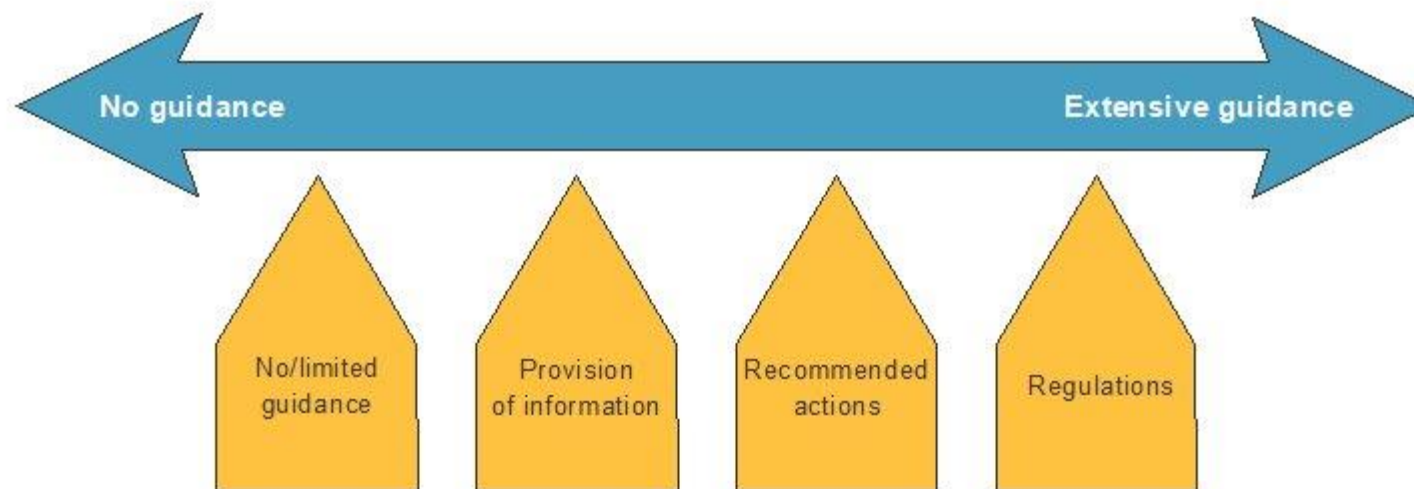 No guidance
Extensive guidance
No/limited
guidance
Provision
of information
Recommended
actions
Regulations